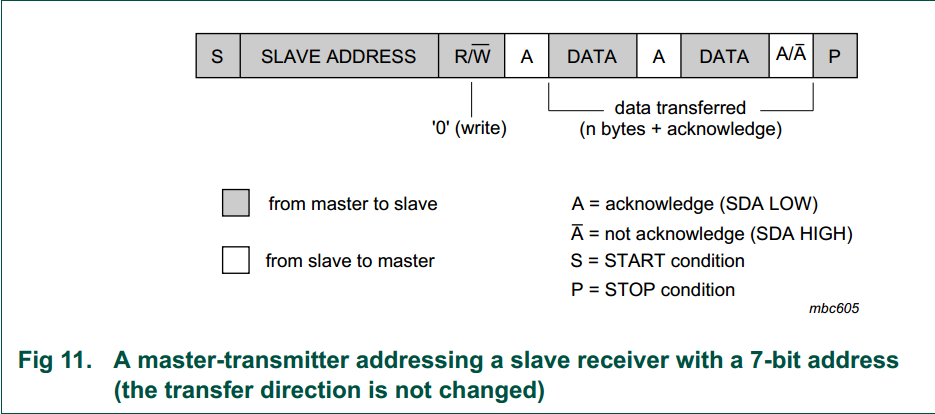 S SLAVE ADDRESS R/W̅ A DATA A DATA A/A̅ P
data transferred
'0' (write) (n bytes + acknowledge)
from master to slave A = acknowledge (SDA LOW)
A̅ = not acknowledge (SDA HIGH)
from slave to master S = START condition
P = STOP condition
mbc605
Fig 11. A master-transmitter addressing a slave receiver with a 7-bit address
(the transfer direction is not changed)